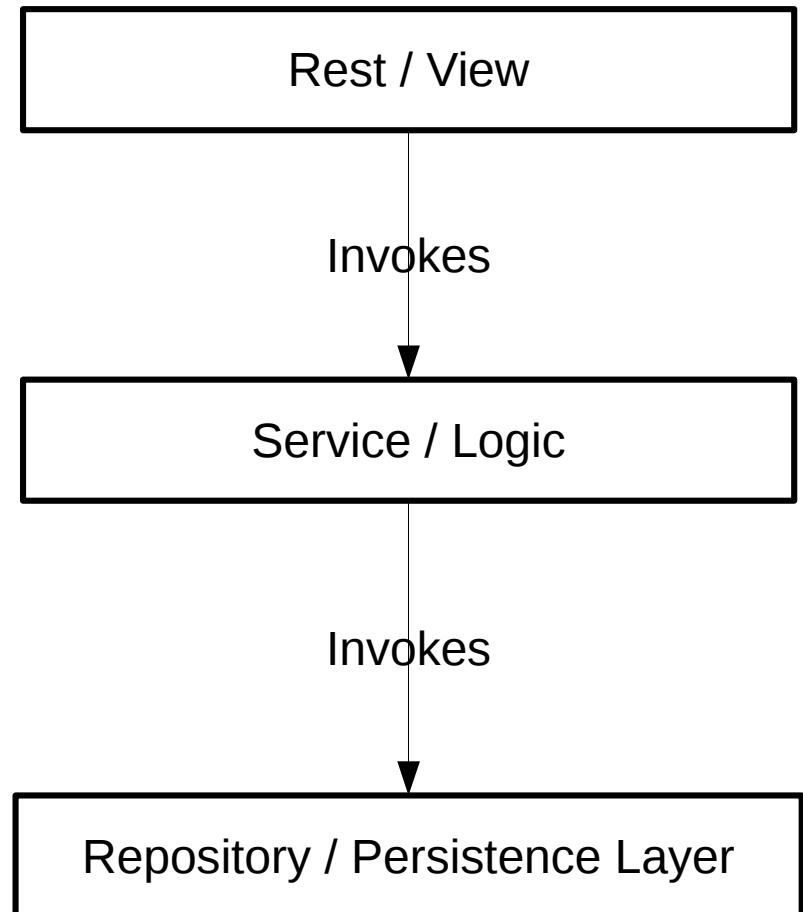 Rest / View
Invokes
Service / Logic
Invokes
Repository / Persistence Layer